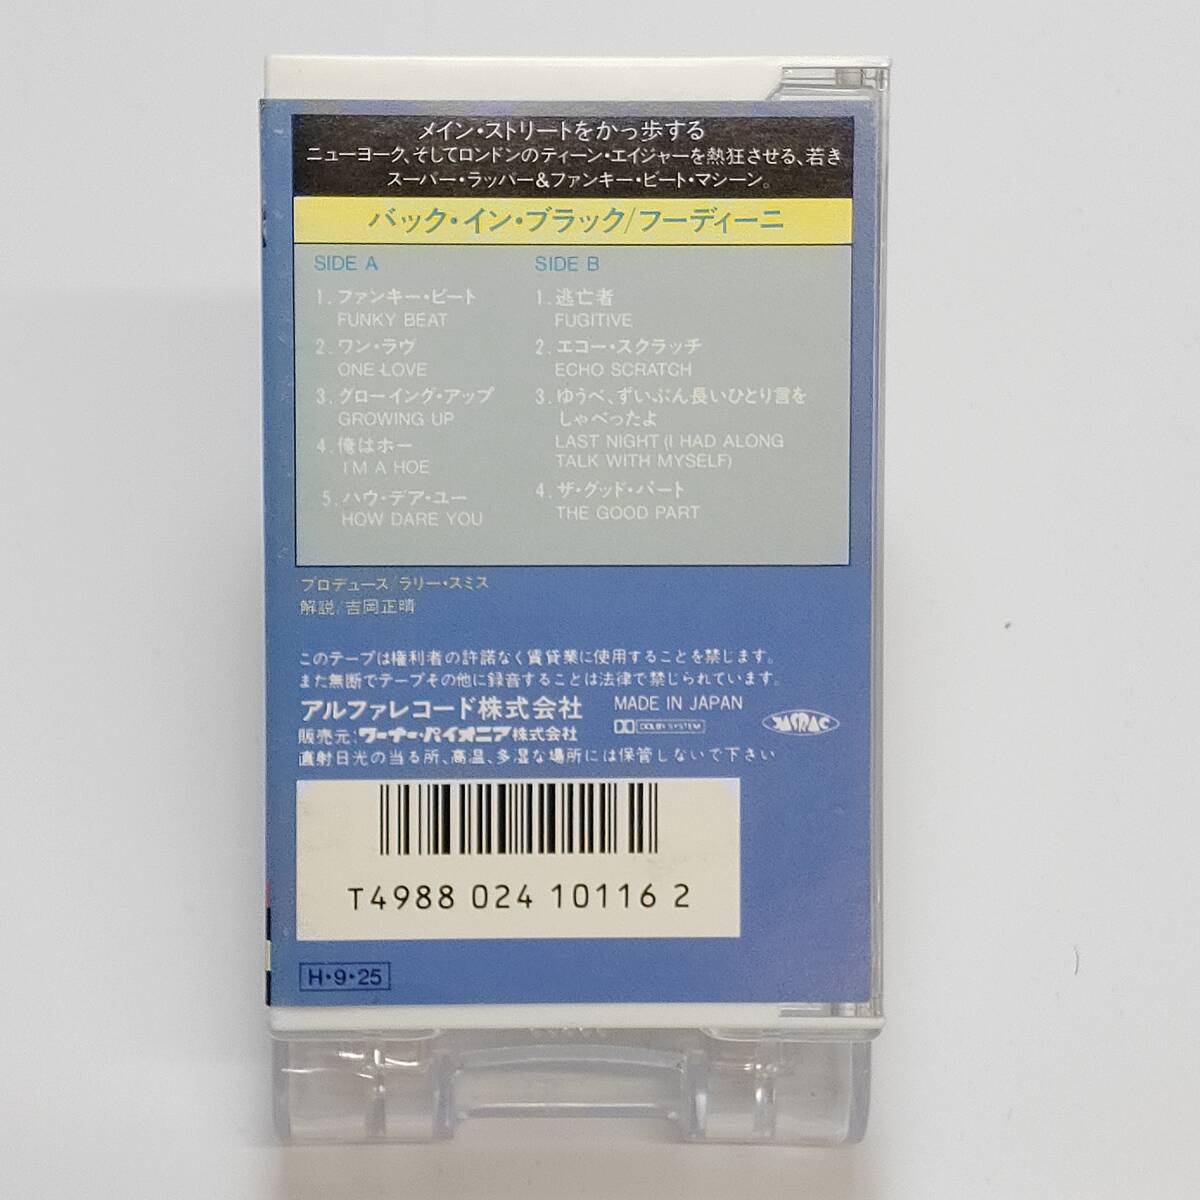 メイン・ストリートをかっ歩する
ニューヨーク、そしてロンドンのティーン・エイジャーを熱狂させる、若き
スーパー・ラッパー&ファンキー・ビート・マシーン。
バック・イン・ブラック/フーディーニ
SIDE A
1. ファンキー・ビート
FUNKY BEAT
2. ワン・ラヴ
ONE LOVE
3. グローイング・アップ
GROWING UP
4. 俺はホー
I'M A HOE
5. ハウ・デア・ユー
HOW DARE YOU
SIDE B
1. 逃亡者
FUGITIVE
2. エコー・スクラッチ
ECHO SCRATCH
3. ゆうべ、ずいぶん長いひとり言を
しゃべったよ
LAST NIGHT (I HAD ALONG
TALK WITH MYSELF)
4. ザ・グッド・パート
THE GOOD PART
プロデュース/ラリー・スミス
解説/吉岡正晴
このテープは権利者の許諾なく賃貸業に使用することを禁じます。
また無断でテープその他に録音することは法律で禁じられています。
アルファレコード株式会社
MADE IN JAPAN
販売元:ワーナー・パイオニア株式会社
DOLBY SYSTEM
JASRAC
直射日光の当る所、高温、多湿な場所には保管しないで下さい
T4988 024 10116 2
H・9・25